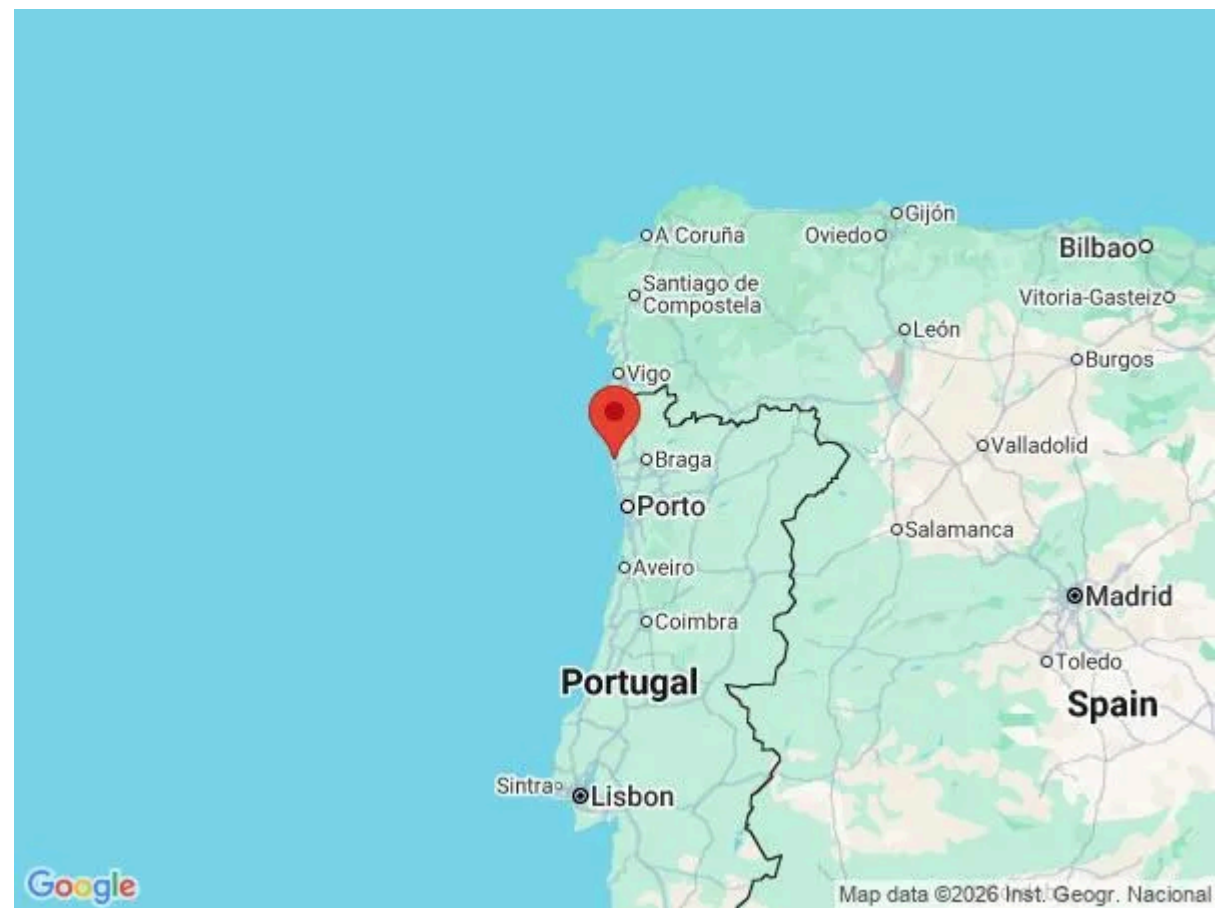 Gijón
A Coruña
Oviedo
Bilbao
Santiago de
Compostela
Vitoria-Gasteiz
León
Burgos
Vigo
Valladolid
Braga
Porto
Salamanca
Aveiro
Madrid
Coimbra
Toledo
Portugal
Spain
Sintra
Lisbon
Google
Map data ©2026 Inst. Geogr. Nacional